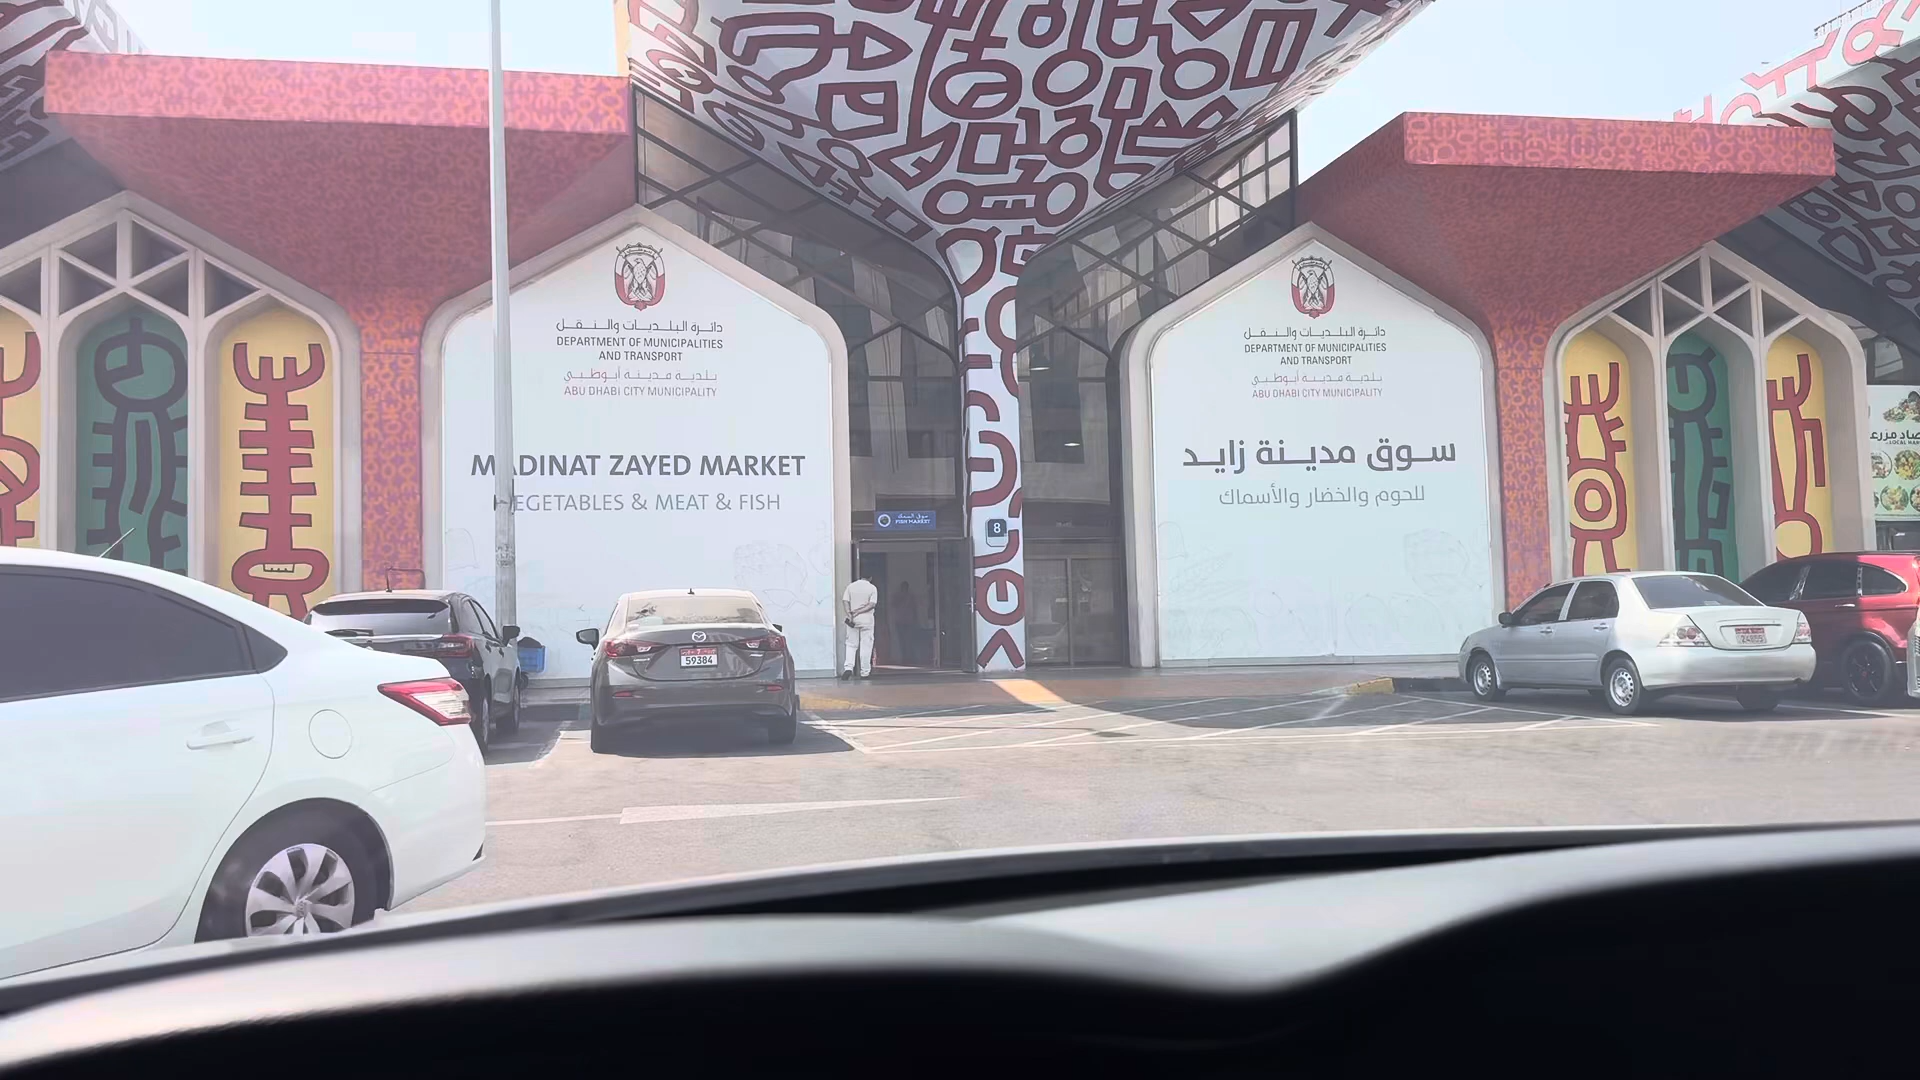 دائرة البلديات والنقل
DEPARTMENT OF MUNICIPALITIES
AND TRANSPORT
بلدية مدينة أبوظبي
ABU DHABI CITY MUNICIPALITY
MADINAT ZAYED MARKET
VEGETABLES & MEAT & FISH
سوق السمك
FISH MARKET
8
دائرة البلديات والنقل
DEPARTMENT OF MUNICIPALITIES
AND TRANSPORT
بلدية مدينة أبوظبي
ABU DHABI CITY MUNICIPALITY
سوق مدينة زايد
للحوم والخضار والأسماك
7
59384